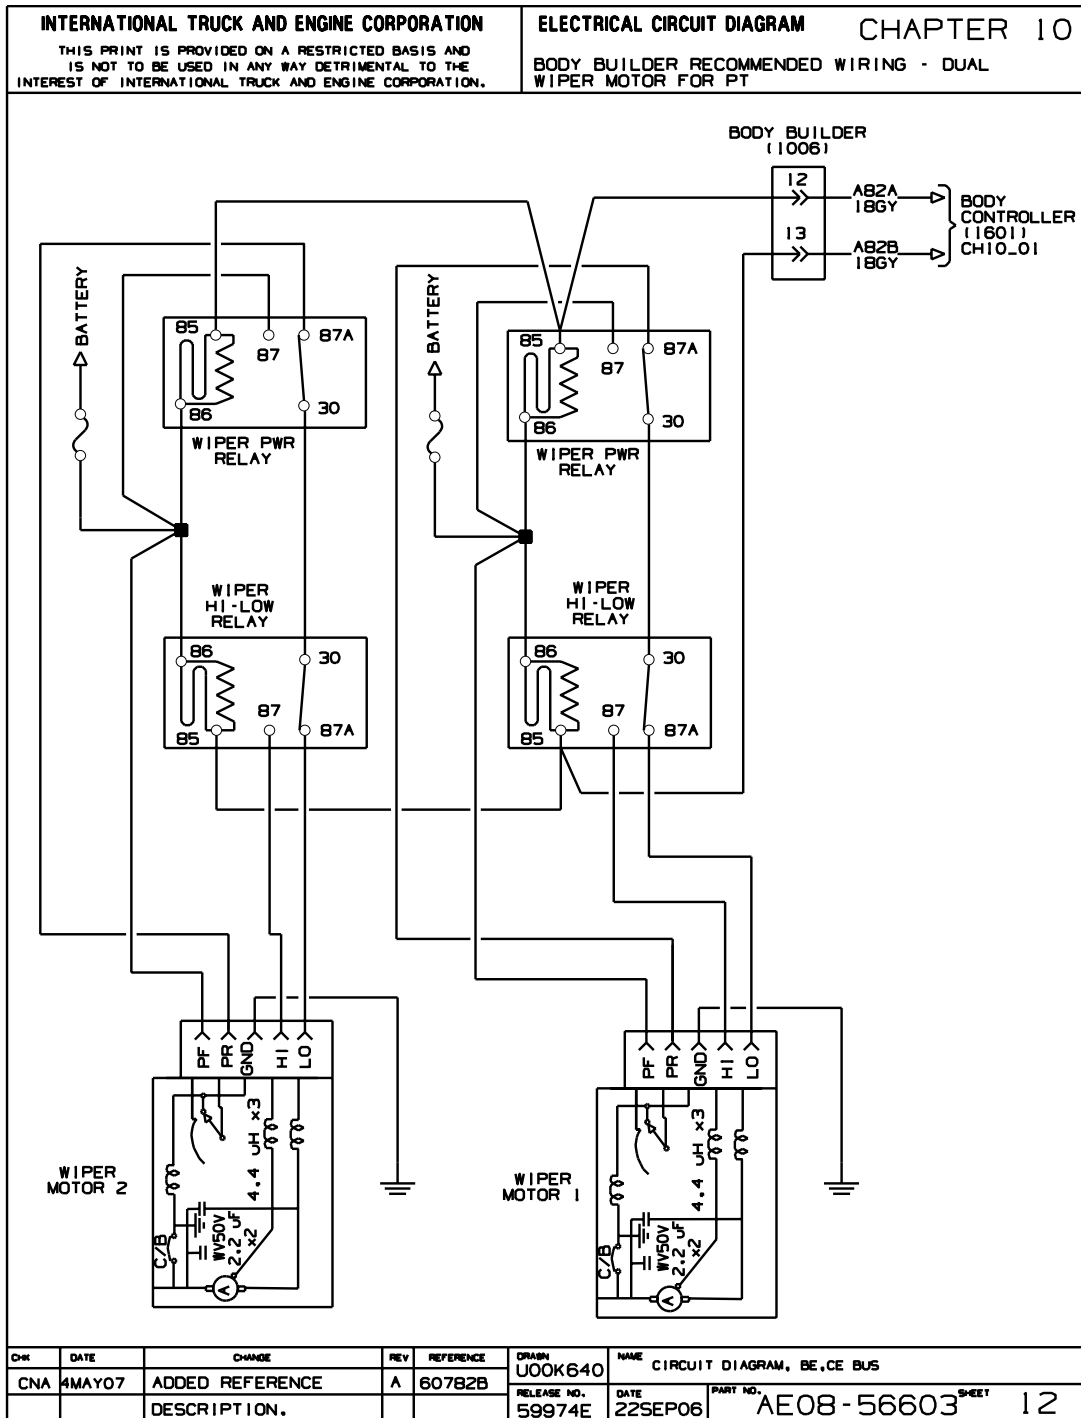 INTERNATIONAL TRUCK AND ENGINE CORPORATION
THIS PRINT IS PROVIDED ON A RESTRICTED BASIS AND
IS NOT TO BE USED IN ANY WAY DETRIMENTAL TO THE
INTEREST OF INTERNATIONAL TRUCK AND ENGINE CORPORATION.
ELECTRICAL CIRCUIT DIAGRAM
CHAPTER 10
BODY BUILDER RECOMMENDED WIRING - DUAL
WIPER MOTOR FOR PT
BODY BUILDER
(1006)
12
A82A
18GY
13
A82B
18GY
BODY
CONTROLLER
(1601)
CH10_01
BATTERY
85
87
87A
86
30
WIPER PWR
RELAY
BATTERY
85
87
87A
86
30
WIPER PWR
RELAY
WIPER
HI-LOW
RELAY
86
30
87
85
87A
WIPER
HI-LOW
RELAY
86
30
87
85
87A
PF
PR
GND
HI
LO
4.4 uH x3
WIPER
MOTOR 2
C/B
WV50V
2.2 uF
x2
A
PF
PR
GND
HI
LO
4.4 uH x3
WIPER
MOTOR 1
C/B
WV50V
2.2 uF
x2
A
CHK DATE CHANGE REV REFERENCE
CNA 4MAY07 ADDED REFERENCE A 60782B
DESCRIPTION.
DRAWN
U00K640
NAME
CIRCUIT DIAGRAM, BE,CE BUS
RELEASE NO.
59974E
DATE
22SEP06
PART NO.
AE08-56603
SHEET
12